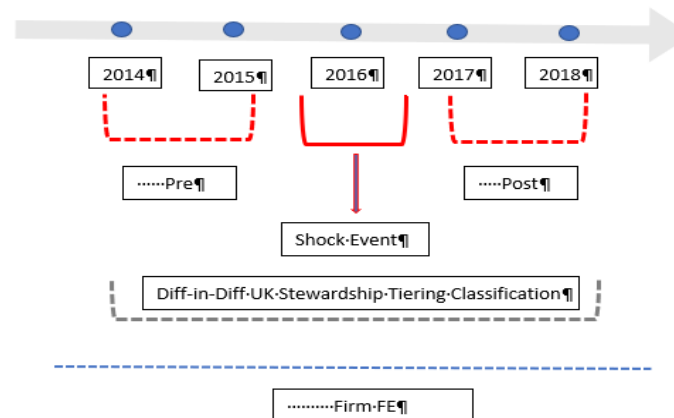 2014¶
2015¶
2016¶
2017¶
2018¶
······Pre¶
·····Post¶
Shock·Event¶
Diff-in-Diff·UK·Stewardship·Tiering·Classification¶
··········Firm·FE¶